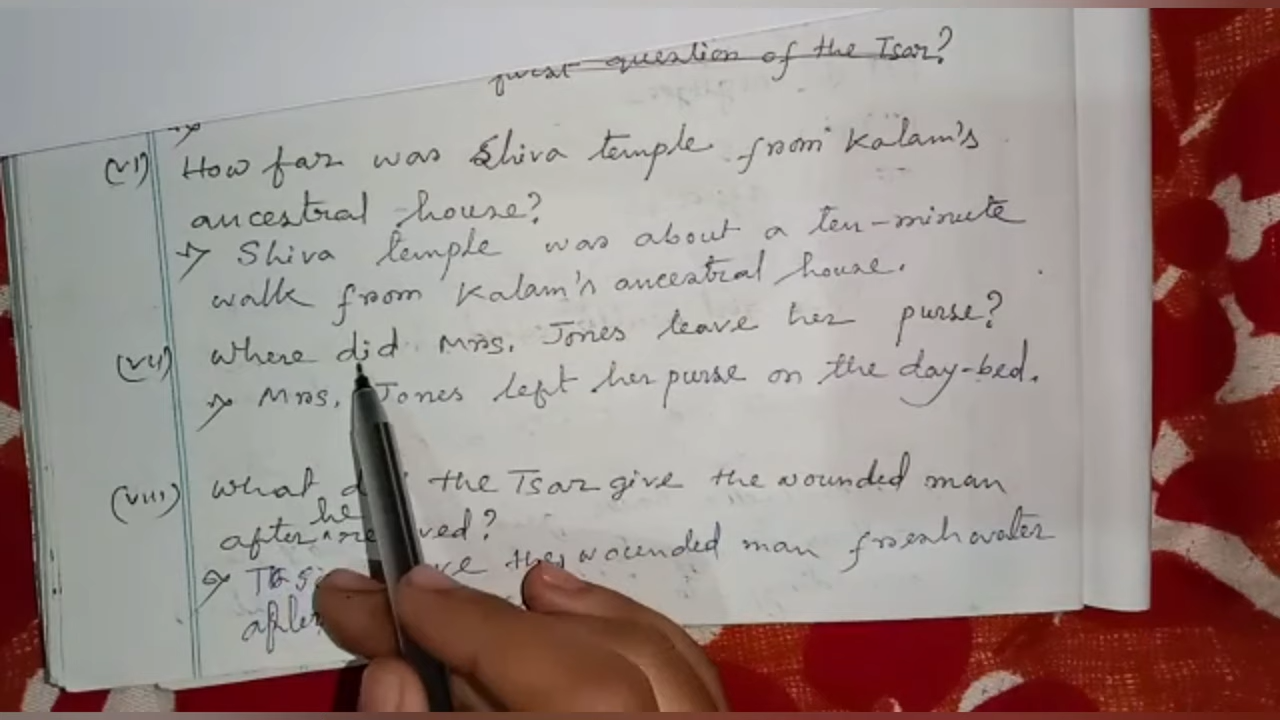 question of the Tsar?
(VI) How far was Shiva temple from Kalam's
ancestral house?
Shiva temple was about a ten-minute
walk from Kalam's ancestral house.
(VII) Where did Mrs. Jones leave her purse?
Mrs. Jones left her purse on the day-bed.
(VIII) What the Tsar give the wounded man
after he
wounded man fresh water
after